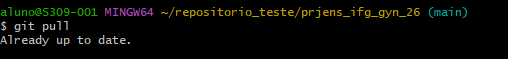 aluno@S309-001 MINGW64 ~/repositorio_teste/prjens_ifg_gyn_26 (main)
$ git pull
Already up to date.